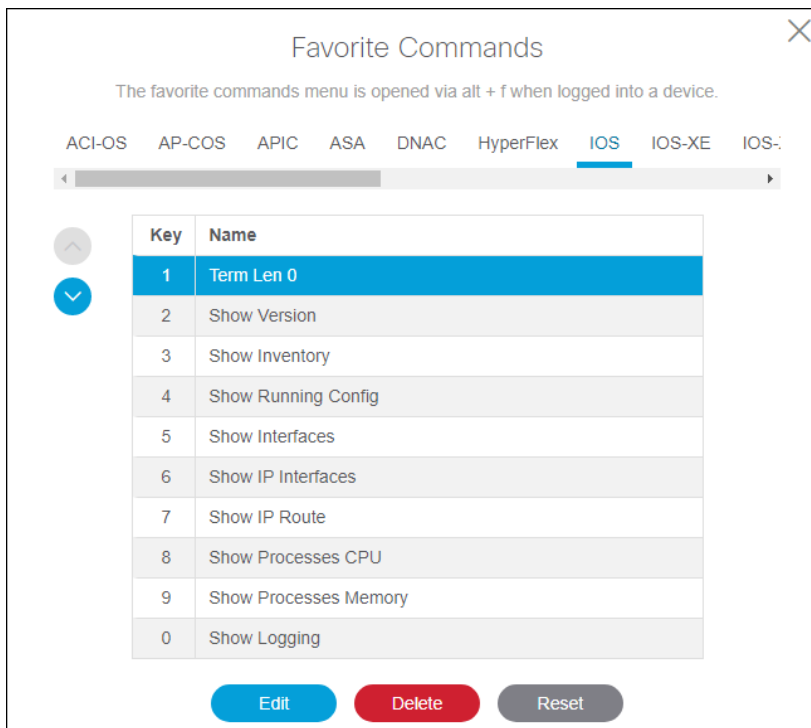 Favorite Commands
The favorite commands menu is opened via alt + f when logged into a device.
ACI-OS AP-COS APIC ASA DNAC HyperFlex IOS IOS-XE IOS-
Key Name
1 Term Len 0
2 Show Version
3 Show Inventory
4 Show Running Config
5 Show Interfaces
6 Show IP Interfaces
7 Show IP Route
8 Show Processes CPU
9 Show Processes Memory
0 Show Logging
Edit Delete Reset